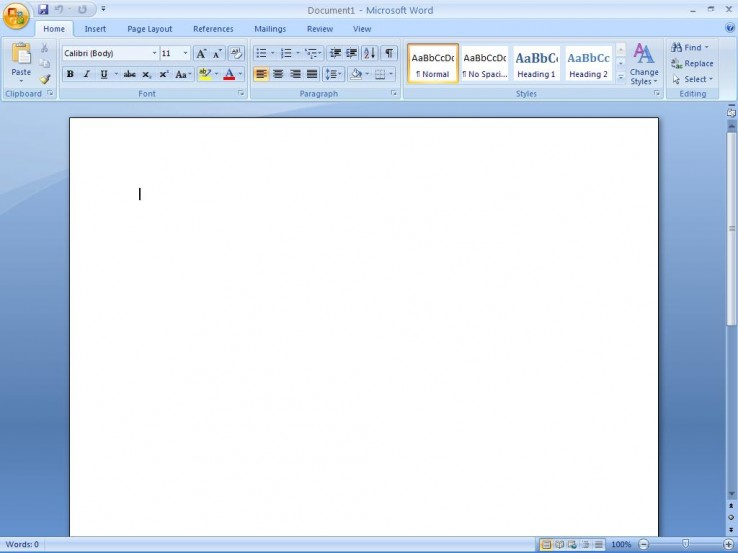 Document1 - Microsoft Word
Home Insert Page Layout References Mailings Review View
Paste
Clipboard
Calibri (Body) 11
B I U abc x₂ x² Aa ab A
Font
Paragraph
AaBbCcDc AaBbCcDc AaBbC AaBbCc
¶ Normal ¶ No Spaci... Heading 1 Heading 2
Change
Styles
Styles
Find
Replace
Select
Editing
Words: 0
100%